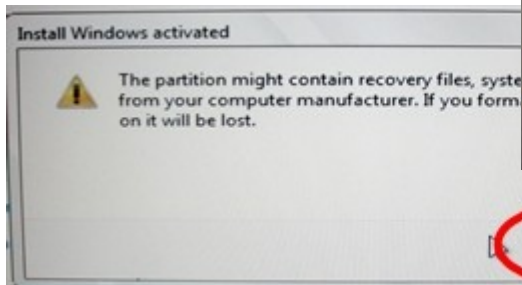 Install Windows activated
The partition might contain recovery files, syste
from your computer manufacturer. If you form
on it will be lost.